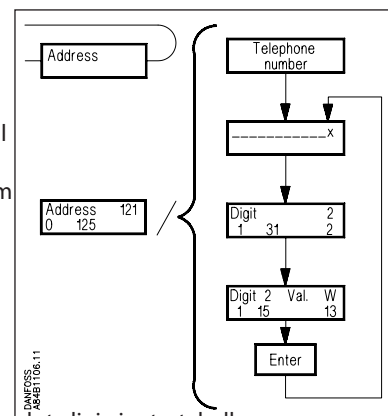 Address
Telephone
number
___________x
l
m
Address 121
0 125
/
Digit 2
1 31 2
Digit 2 Val. W
1 15 13
Enter
DANFOSS
A84B1106.11